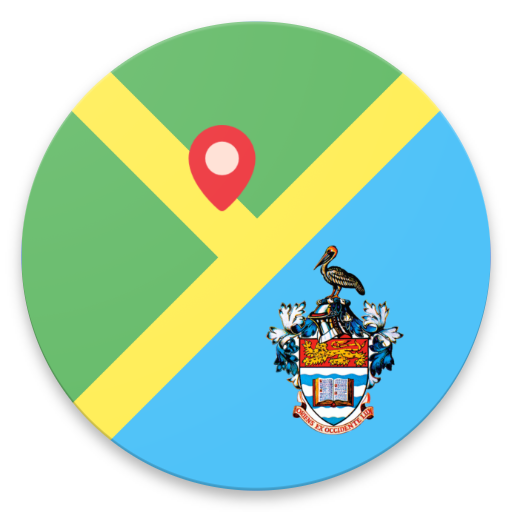 ORIENS EX OCCIDENTE LUX